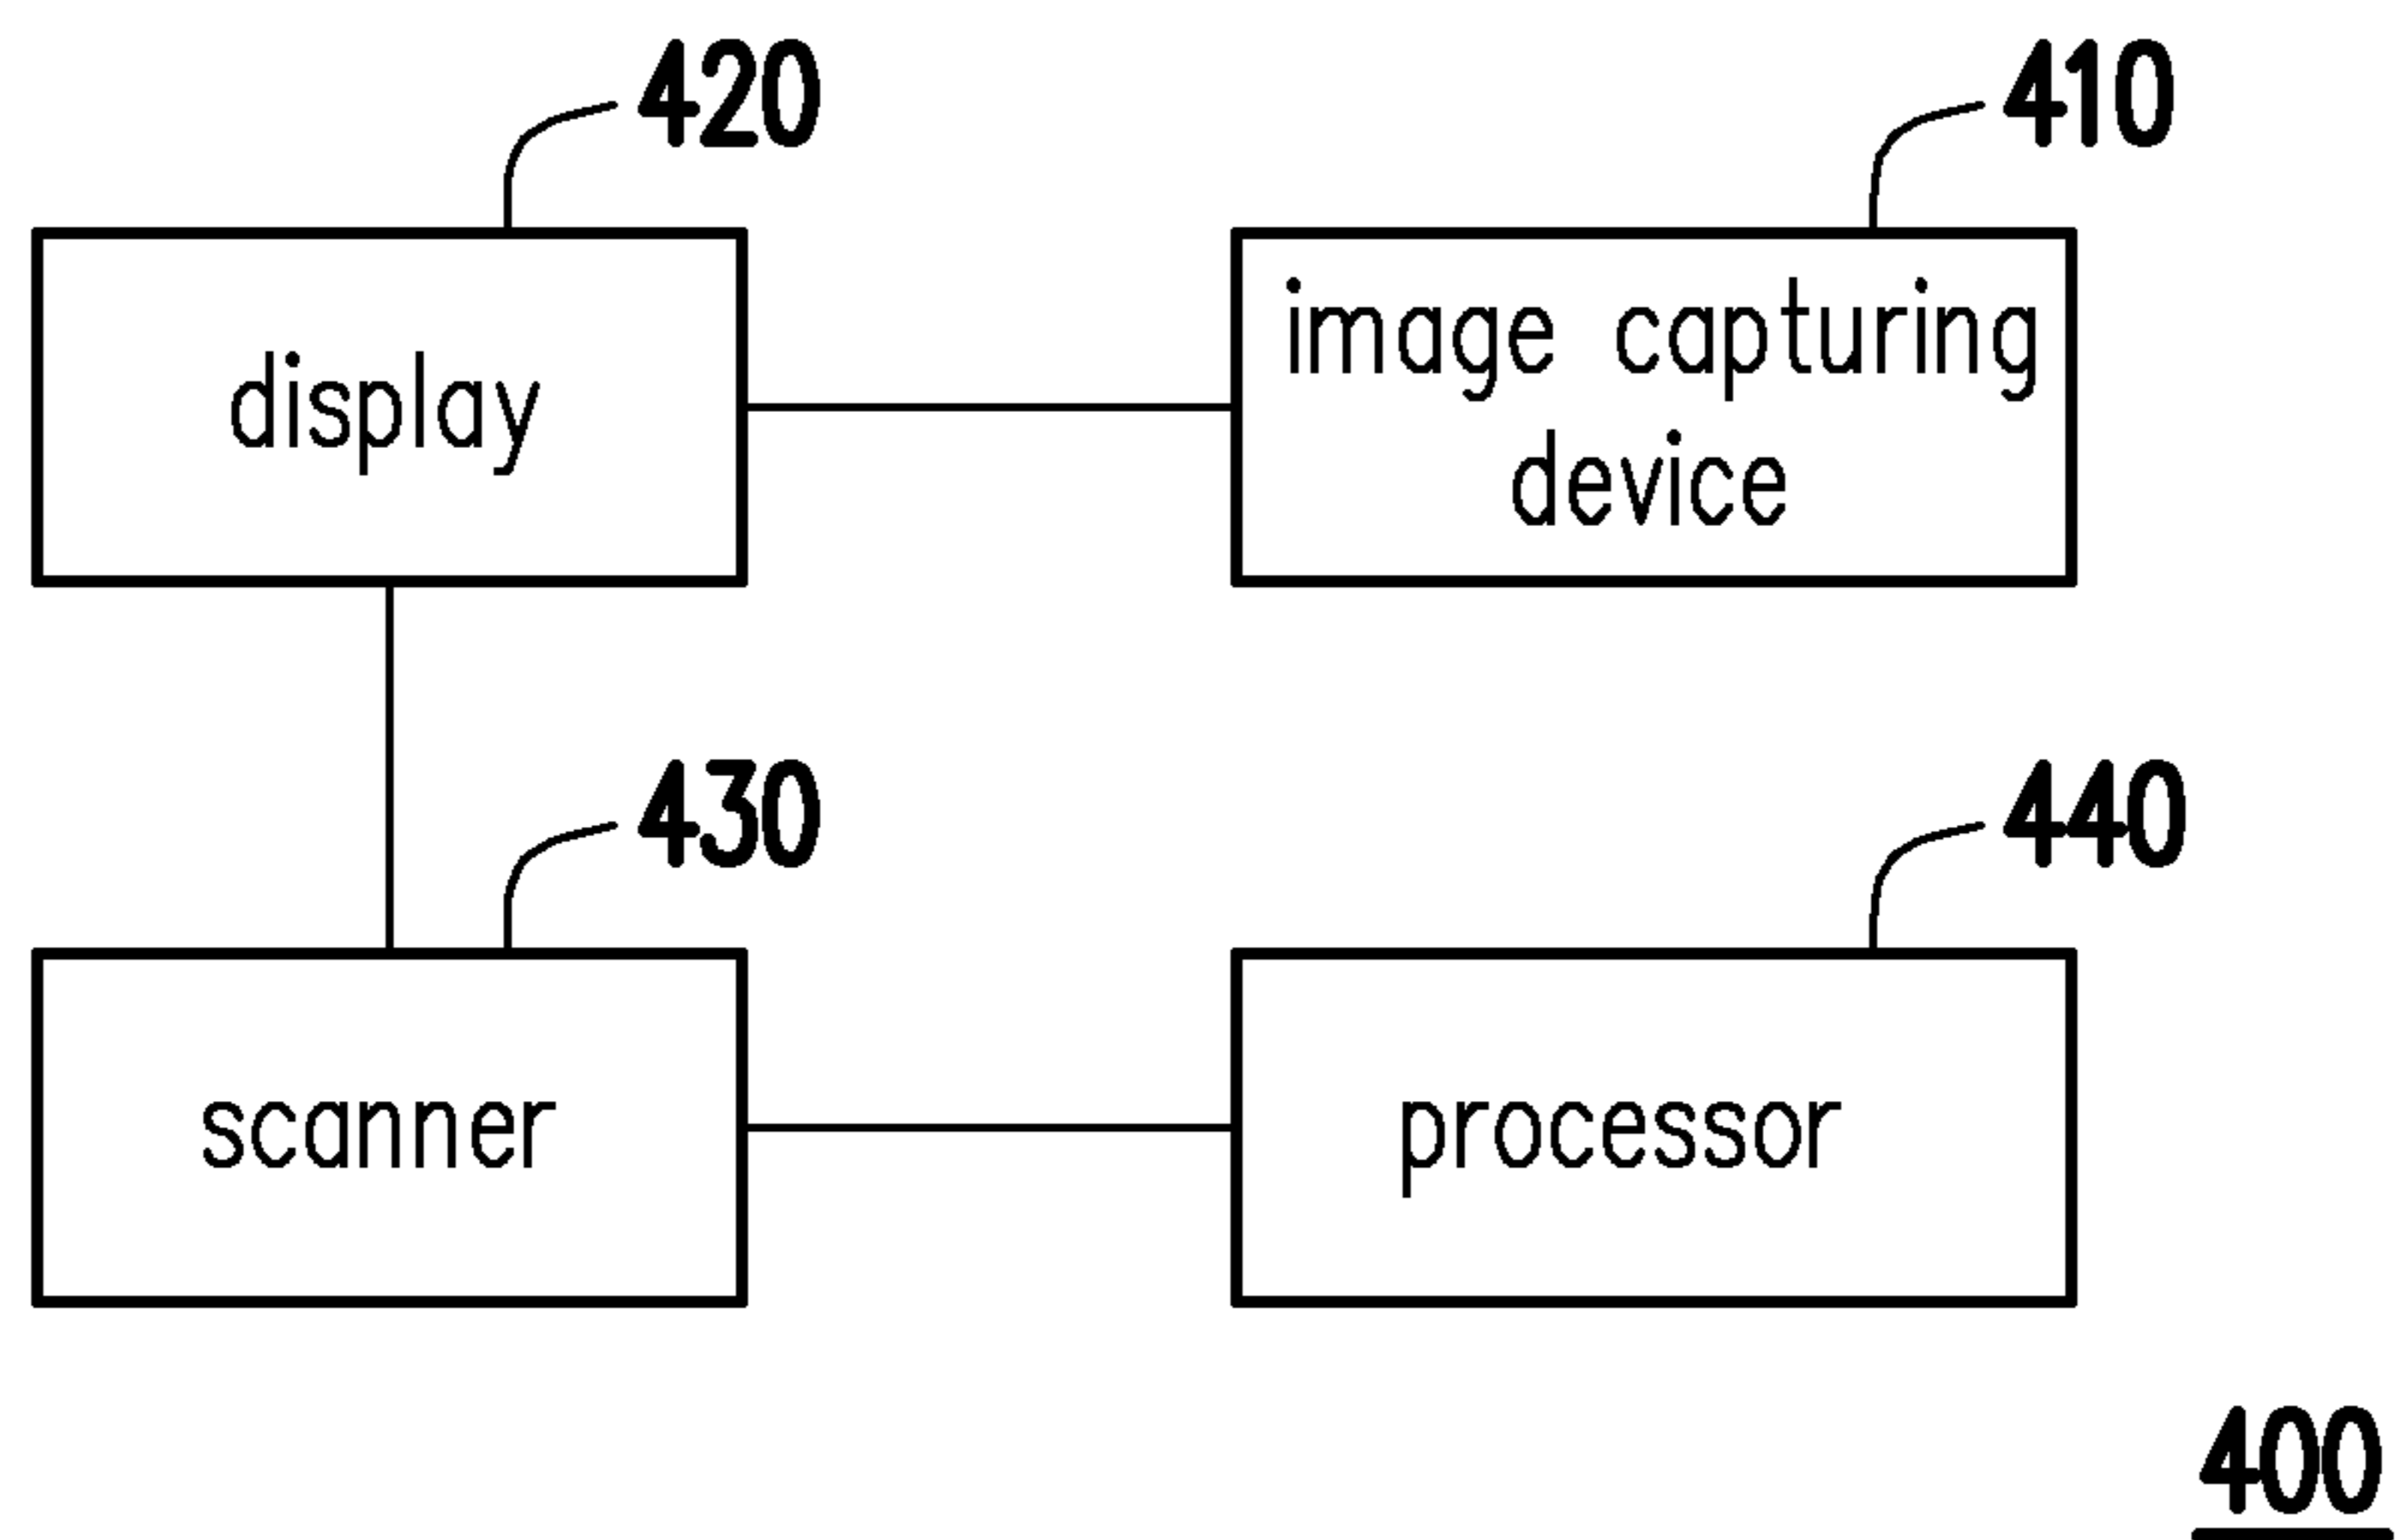 420
410
display
image capturing
device
430
440
scanner
processor
400